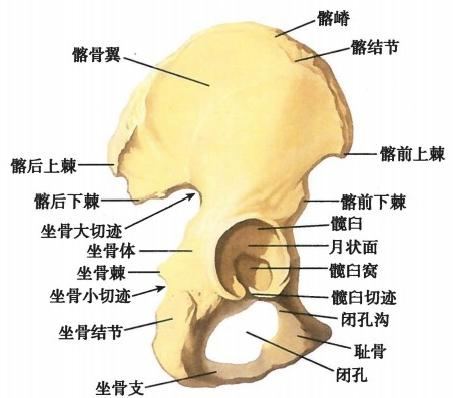 髂嵴
髂结节
髂骨翼
髂后上棘
髂前上棘
髂后下棘
髂前下棘
坐骨大切迹
髋臼
坐骨体
月状面
坐骨棘
髋臼窝
坐骨小切迹
髋臼切迹
闭孔沟
坐骨结节
耻骨
闭孔
坐骨支